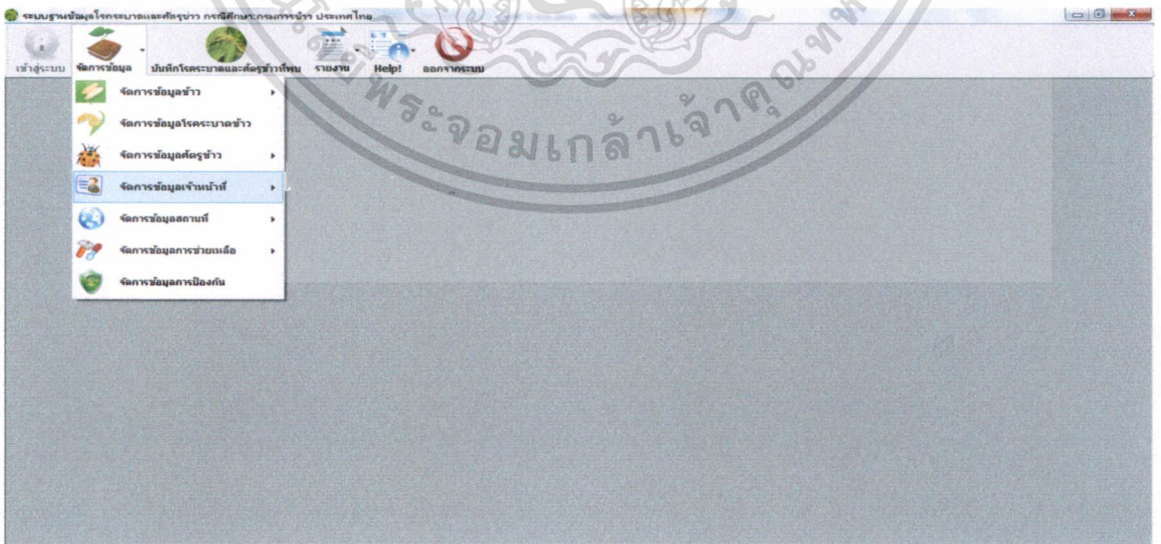 ระบบฐานข้อมูลโรคระบาดและศัตรูข้าว กรณีศึกษา:กรมการข้าว ประเทศไทย
เข้าสู่ระบบ จัดการข้อมูล บันทึกโรคระบาดและศัตรูข้าวที่พบ รายงาน Help! ออกจากระบบ
จัดการข้อมูลข้าว
จัดการข้อมูลโรคระบาดข้าว
จัดการข้อมูลศัตรูข้าว
จัดการข้อมูลเจ้าหน้าที่
จัดการข้อมูลสถานที่
จัดการข้อมูลการช่วยเหลือ
จัดการข้อมูลการป้องกัน
พระจอมเกล้าเจ้าคุณทห